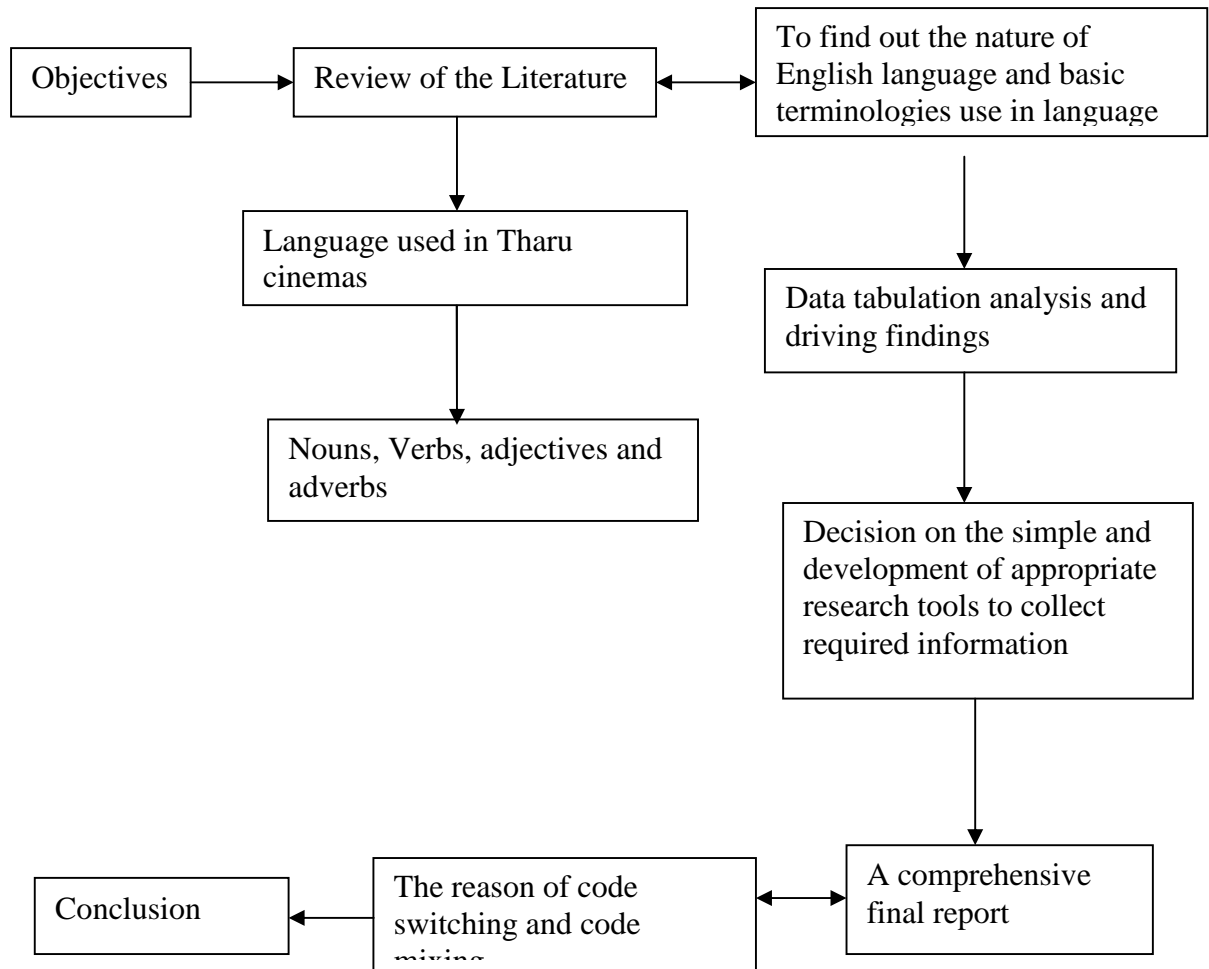 Objectives
Review of the Literature
To find out the nature of
English language and basic
terminologies use in language
Language used in Tharu
cinemas
Data tabulation analysis and
driving findings
Nouns, Verbs, adjectives and
adverbs
Decision on the simple and
development of appropriate
research tools to collect
required information
A comprehensive
final report
The reason of code
switching and code
mixing
Conclusion